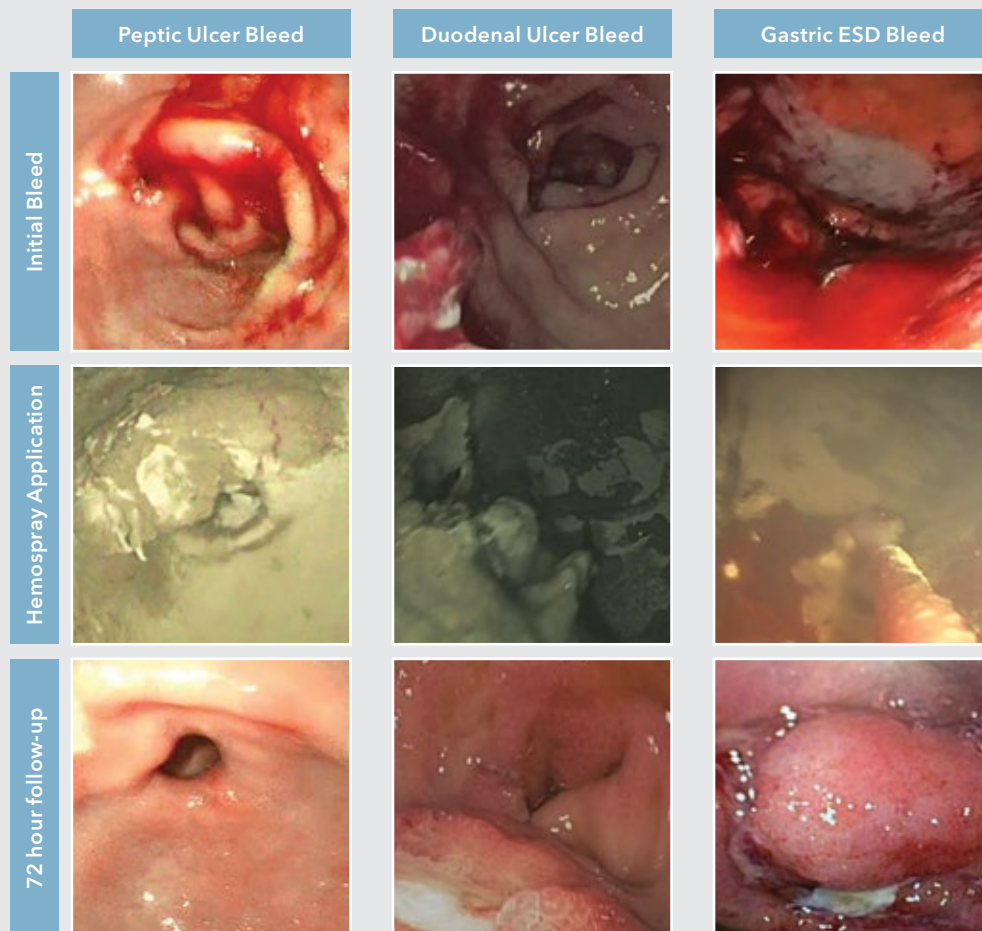 Peptic Ulcer Bleed
Duodenal Ulcer Bleed
Gastric ESD Bleed
Initial Bleed
Hemospray Application
72 hour follow-up